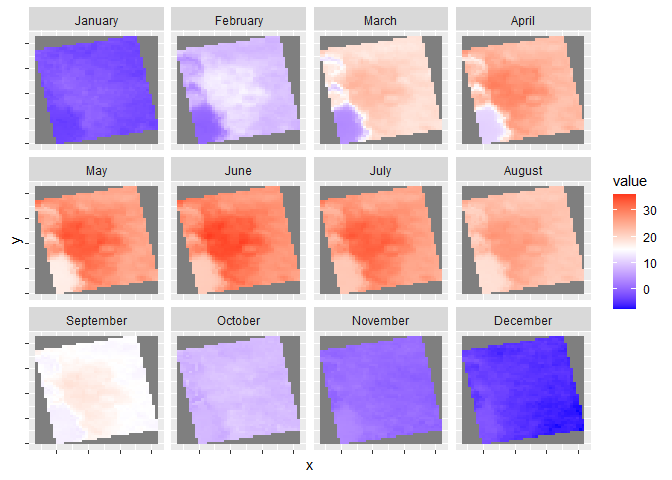 January
February
March
April
May
June
July
August
September
October
November
December
x
y
value
30
20
10
0